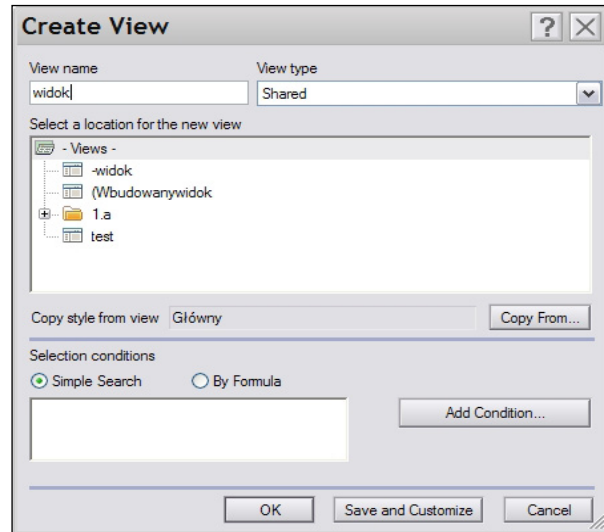 Create View
View name View type
widok Shared
Select a location for the new view
- Views -
-widok
(Wbudowanywidok
1.a
test
Copy style from view Główny Copy From...
Selection conditions
Simple Search By Formula
Add Condition...
OK Save and Customize Cancel